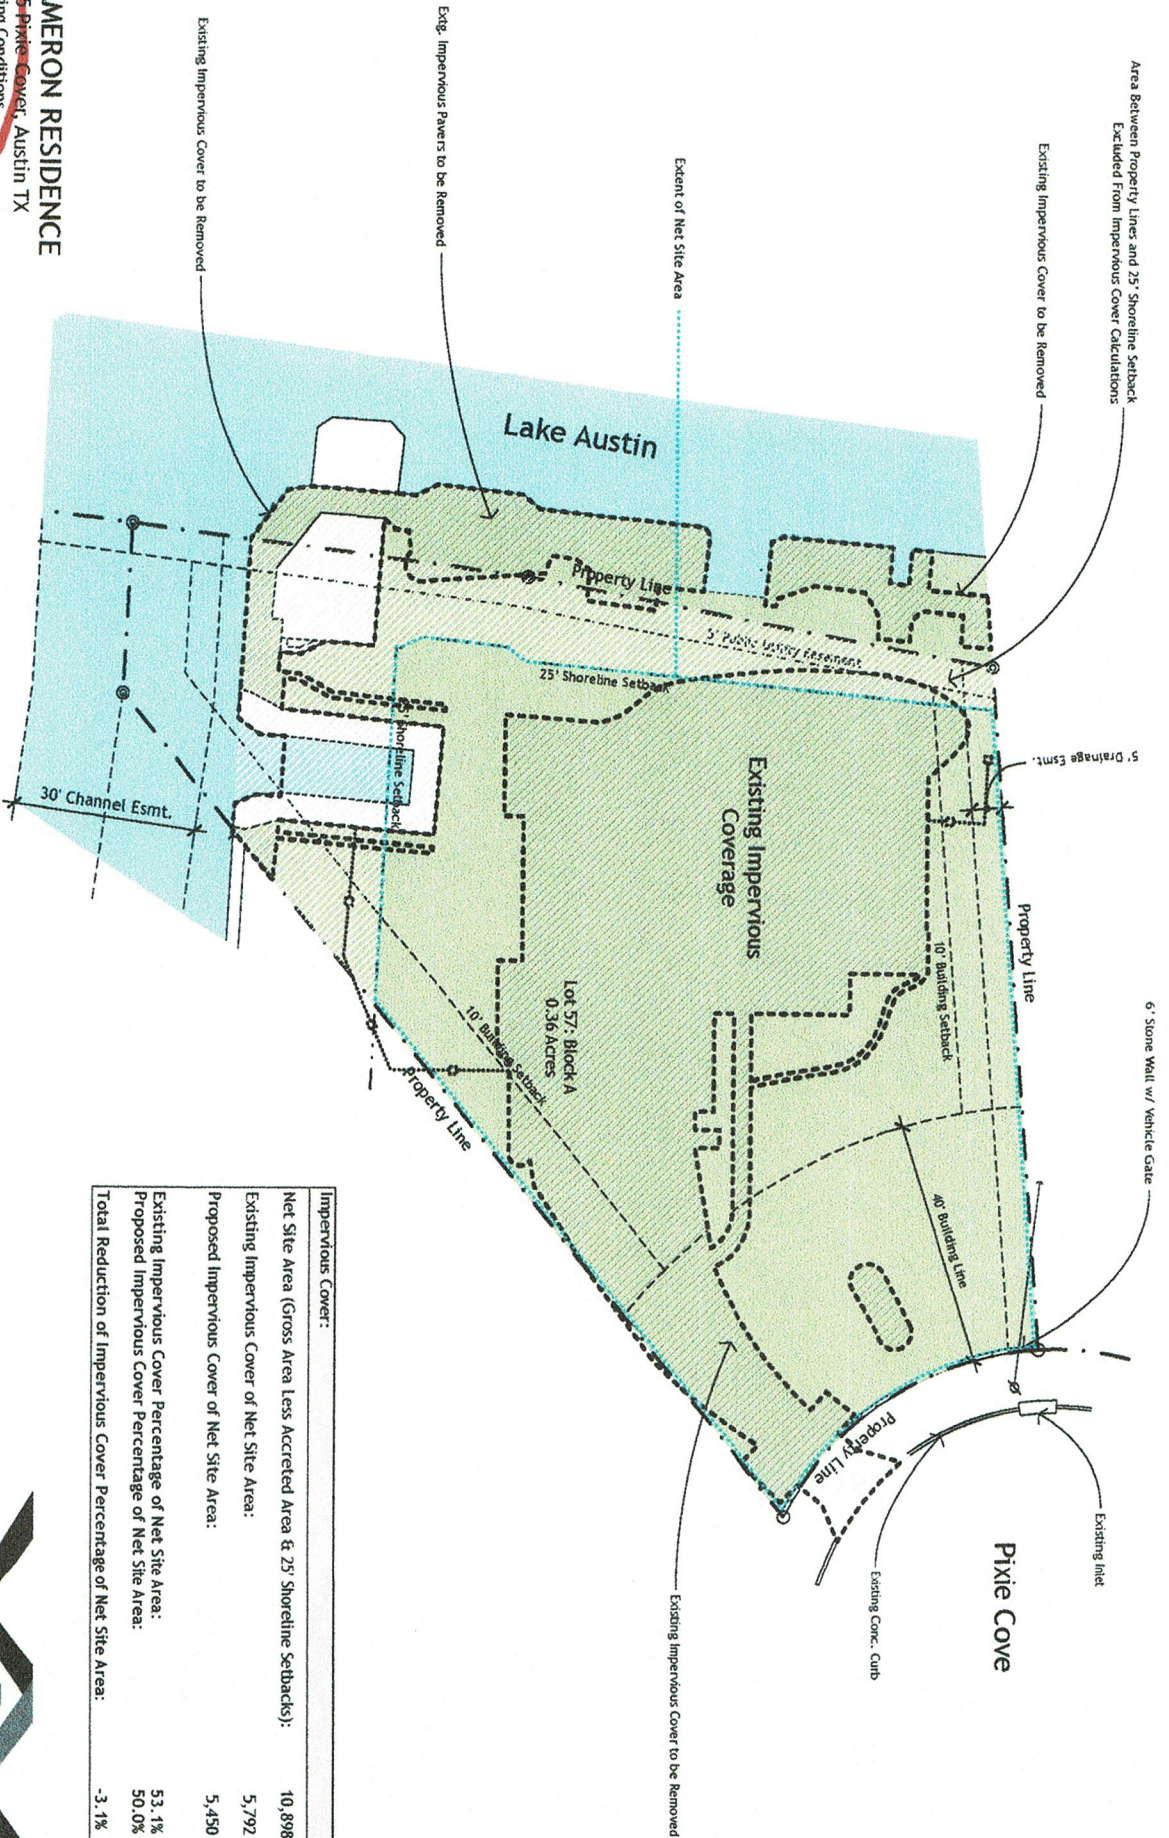 MERON RESIDENCE
5 Pixie Cover, Austin TX
ing Conditions
Existing Impervious Cover to be Removed
Extg. Impervious Pavers to be Removed
Extent of Net Site Area
Existing Impervious Cover to be Removed
Area Between Property Lines and 25' Shoreline Setback
Excluded From Impervious Cover Calculations
Lake Austin
Property Line
5' Public Utility Easement
25' Shoreline Setback
Shoreline Setback
30' Channel Esmt.
5' Drainage Esmt.
Existing Impervious
Coverage
Property Line
10' Building Setback
Lot 57: Block A
0.36 Acres
10' Building Setback
Property Line
40' Building Line
6' Stone Wall w/ Vehicle Gate
Property Line
Existing Inlet
Existing Conc. Curb
Pixie Cove
Existing Impervious Cover to be Removed
Impervious Cover:
Net Site Area (Gross Area Less Accreted Area & 25' Shoreline Setbacks): 10,898
Existing Impervious Cover of Net Site Area: 5,792
Proposed Impervious Cover of Net Site Area: 5,450
Existing Impervious Cover Percentage of Net Site Area: 53.1%
Proposed Impervious Cover Percentage of Net Site Area: 50.0%
Total Reduction of Impervious Cover Percentage of Net Site Area: -3.1%